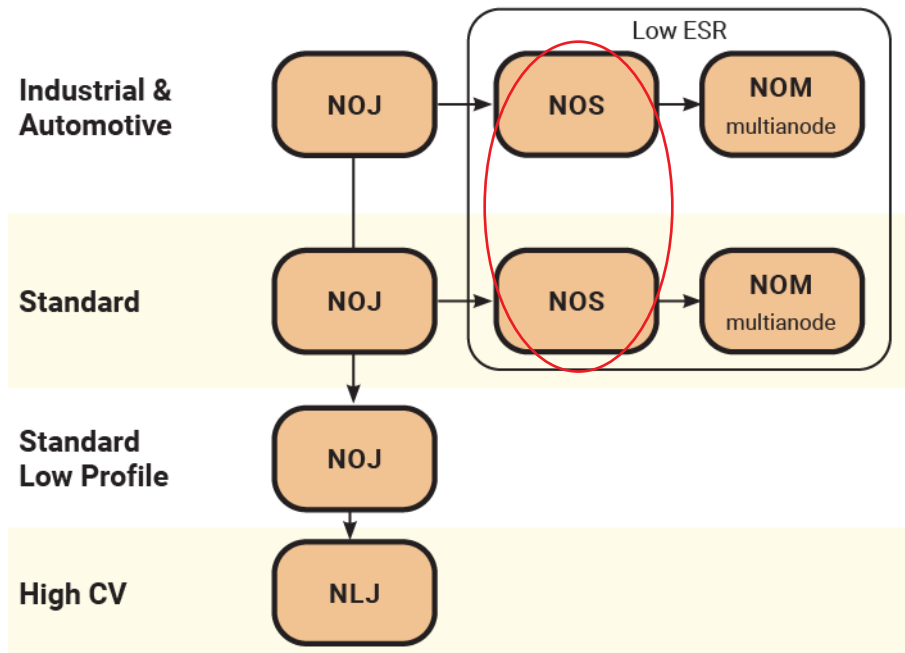 Low ESR
Industrial &
Automotive
NOJ
NOS
NOM
multianode
Standard
NOJ
NOS
NOM
multianode
Standard
Low Profile
NOJ
High CV
NLJ